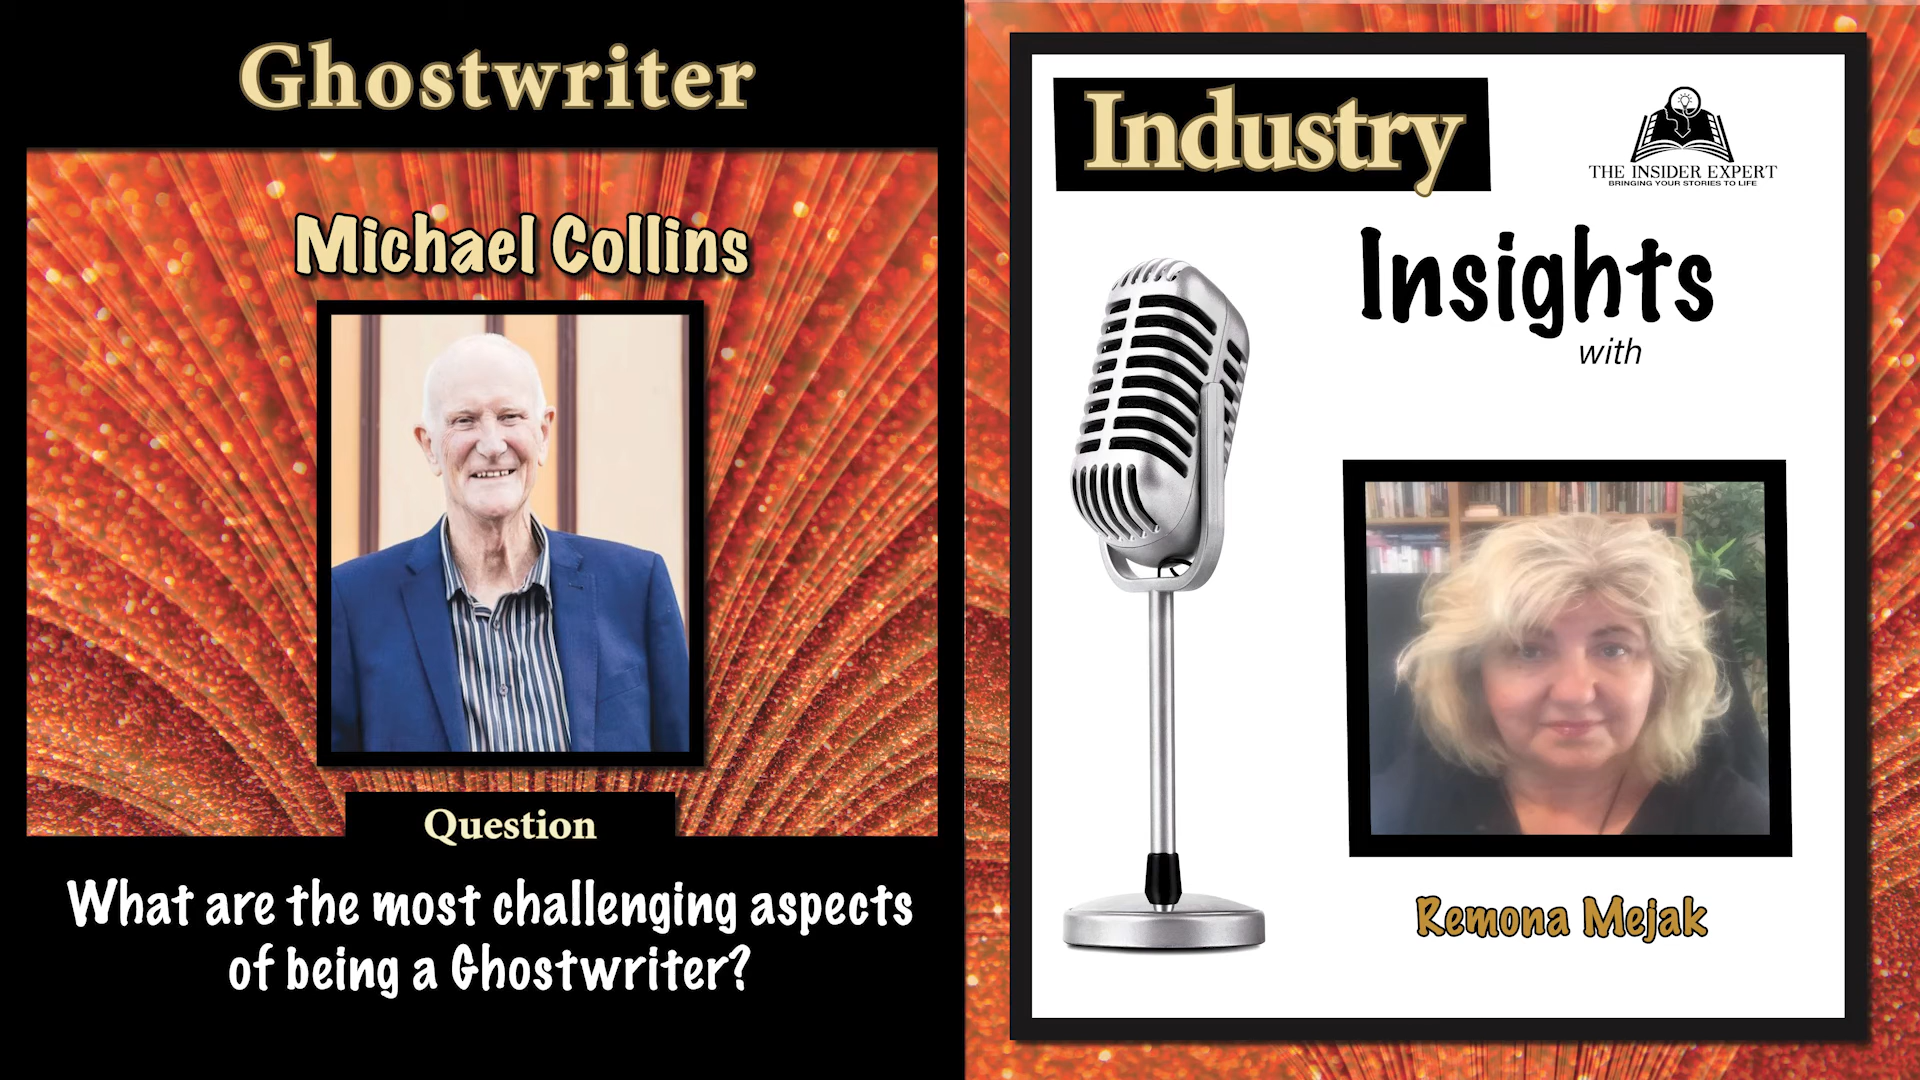 Ghostwriter
Michael Collins
Question
What are the most challenging aspects
of being a Ghostwriter?
Industry
THE INSIDER EXPERT
BRINGING YOUR STORIES TO LIFE
Insights
with
Remona Mejak